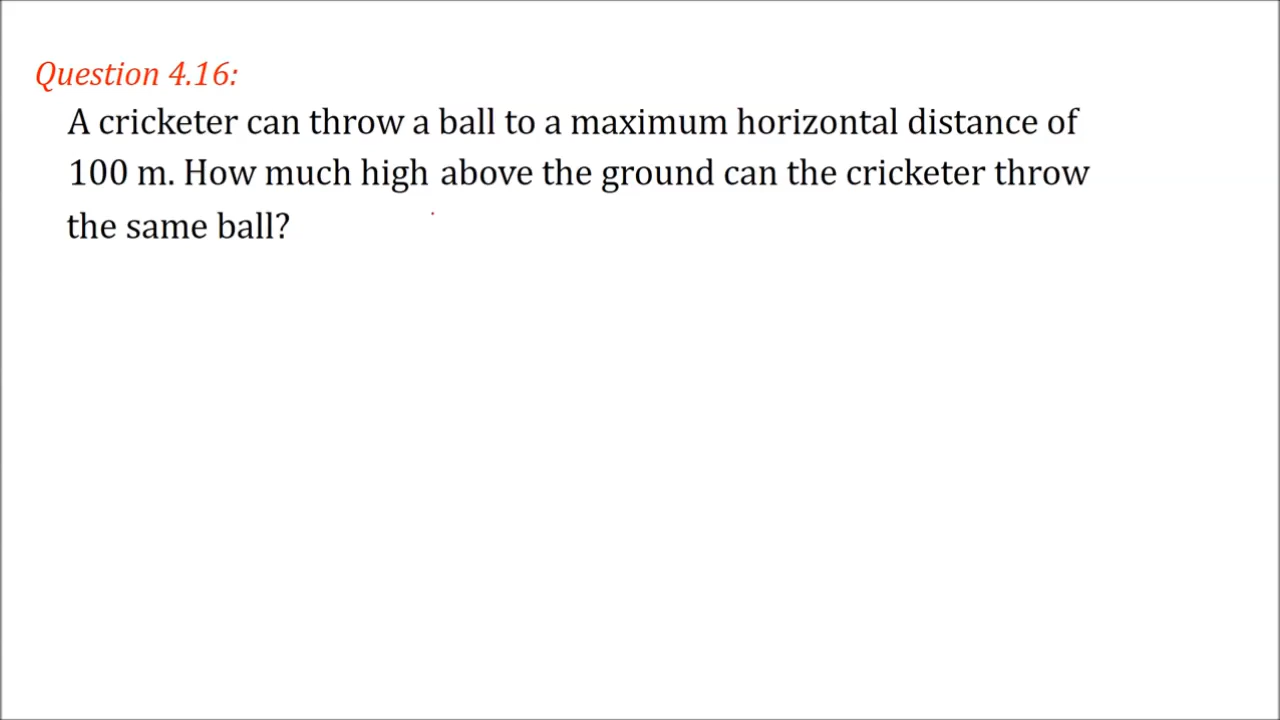 Question 4.16:
A cricketer can throw a ball to a maximum horizontal distance of
100 m. How much high above the ground can the cricketer throw
the same ball?